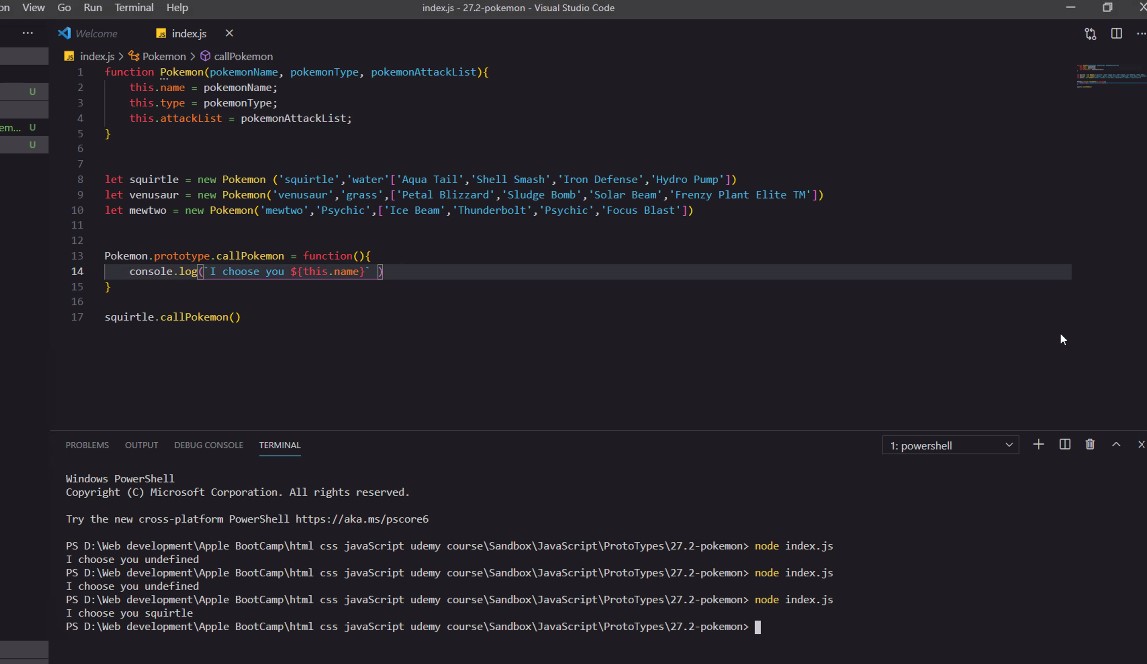 on View Go Run Terminal Help index.js - 27.2-pokemon - Visual Studio Code
Welcome index.js
index.js > Pokemon > callPokemon
1 function Pokemon(pokemonName, pokemonType, pokemonAttackList){
U 2 this.name = pokemonName;
3 this.type = pokemonType;
4 this.attackList = pokemonAttackList;
em... U 5 }
U 6
7
8 let squirtle = new Pokemon ('squirtle','water'['Aqua Tail','Shell Smash','Iron Defense','Hydro Pump'])
9 let venusaur = new Pokemon('venusaur','grass',['Petal Blizzard','Sludge Bomb','Solar Beam','Frenzy Plant Elite TM'])
10 let mewtwo = new Pokemon('mewtwo','Psychic',['Ice Beam','Thunderbolt','Psychic','Focus Blast'])
11
12
13 Pokemon.prototype.callPokemon = function(){
14 console.log(`I choose you ${this.name}` )
15 }
16
17 squirtle.callPokemon()
PROBLEMS OUTPUT DEBUG CONSOLE TERMINAL 1: powershell
Windows PowerShell
Copyright (C) Microsoft Corporation. All rights reserved.
Try the new cross-platform PowerShell https://aka.ms/pscore6
PS D:\Web development\Apple BootCamp\html css javaScript udemy course\Sandbox\JavaScript\ProtoTypes\27.2-pokemon> node index.js
I choose you undefined
PS D:\Web development\Apple BootCamp\html css javaScript udemy course\Sandbox\JavaScript\ProtoTypes\27.2-pokemon> node index.js
I choose you undefined
PS D:\Web development\Apple BootCamp\html css javaScript udemy course\Sandbox\JavaScript\ProtoTypes\27.2-pokemon> node index.js
I choose you squirtle
PS D:\Web development\Apple BootCamp\html css javaScript udemy course\Sandbox\JavaScript\ProtoTypes\27.2-pokemon>